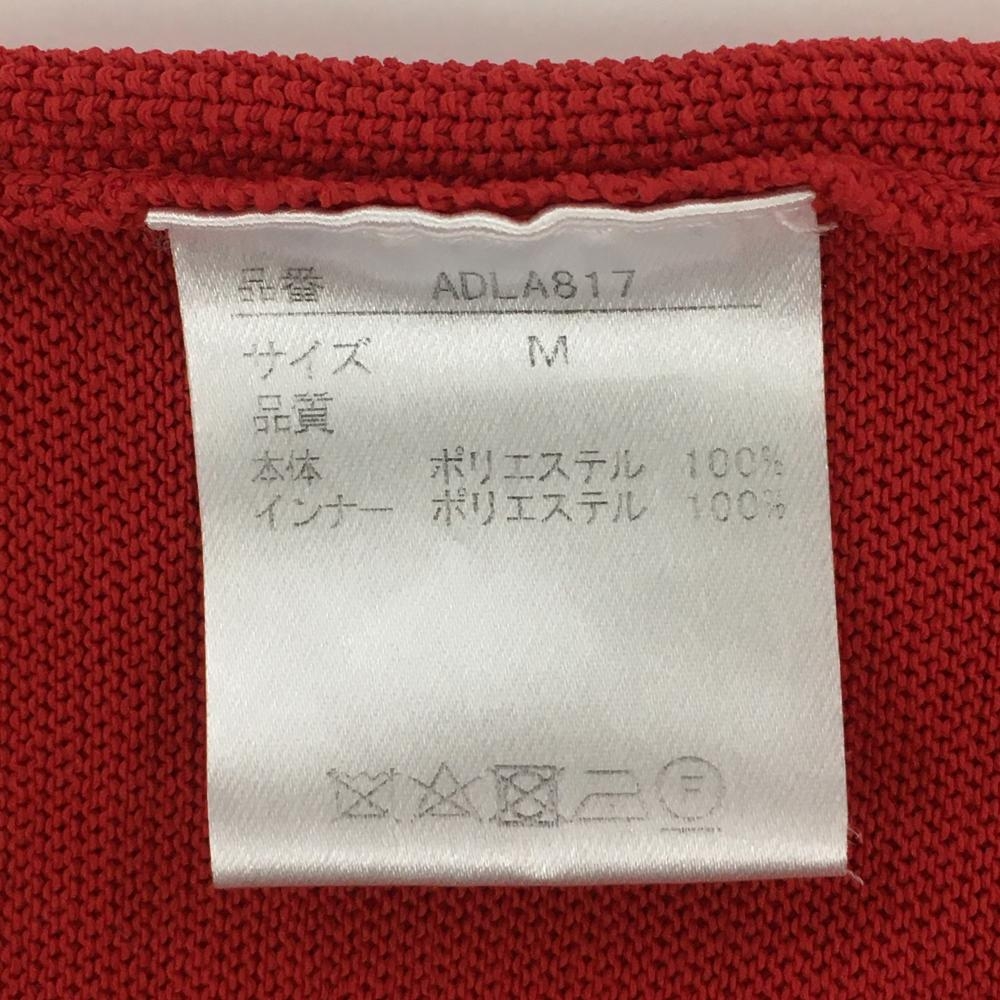 品番 ADLA817
サイズ M
品質
本体 ポリエステル 100%
インナー ポリエステル 100%
F